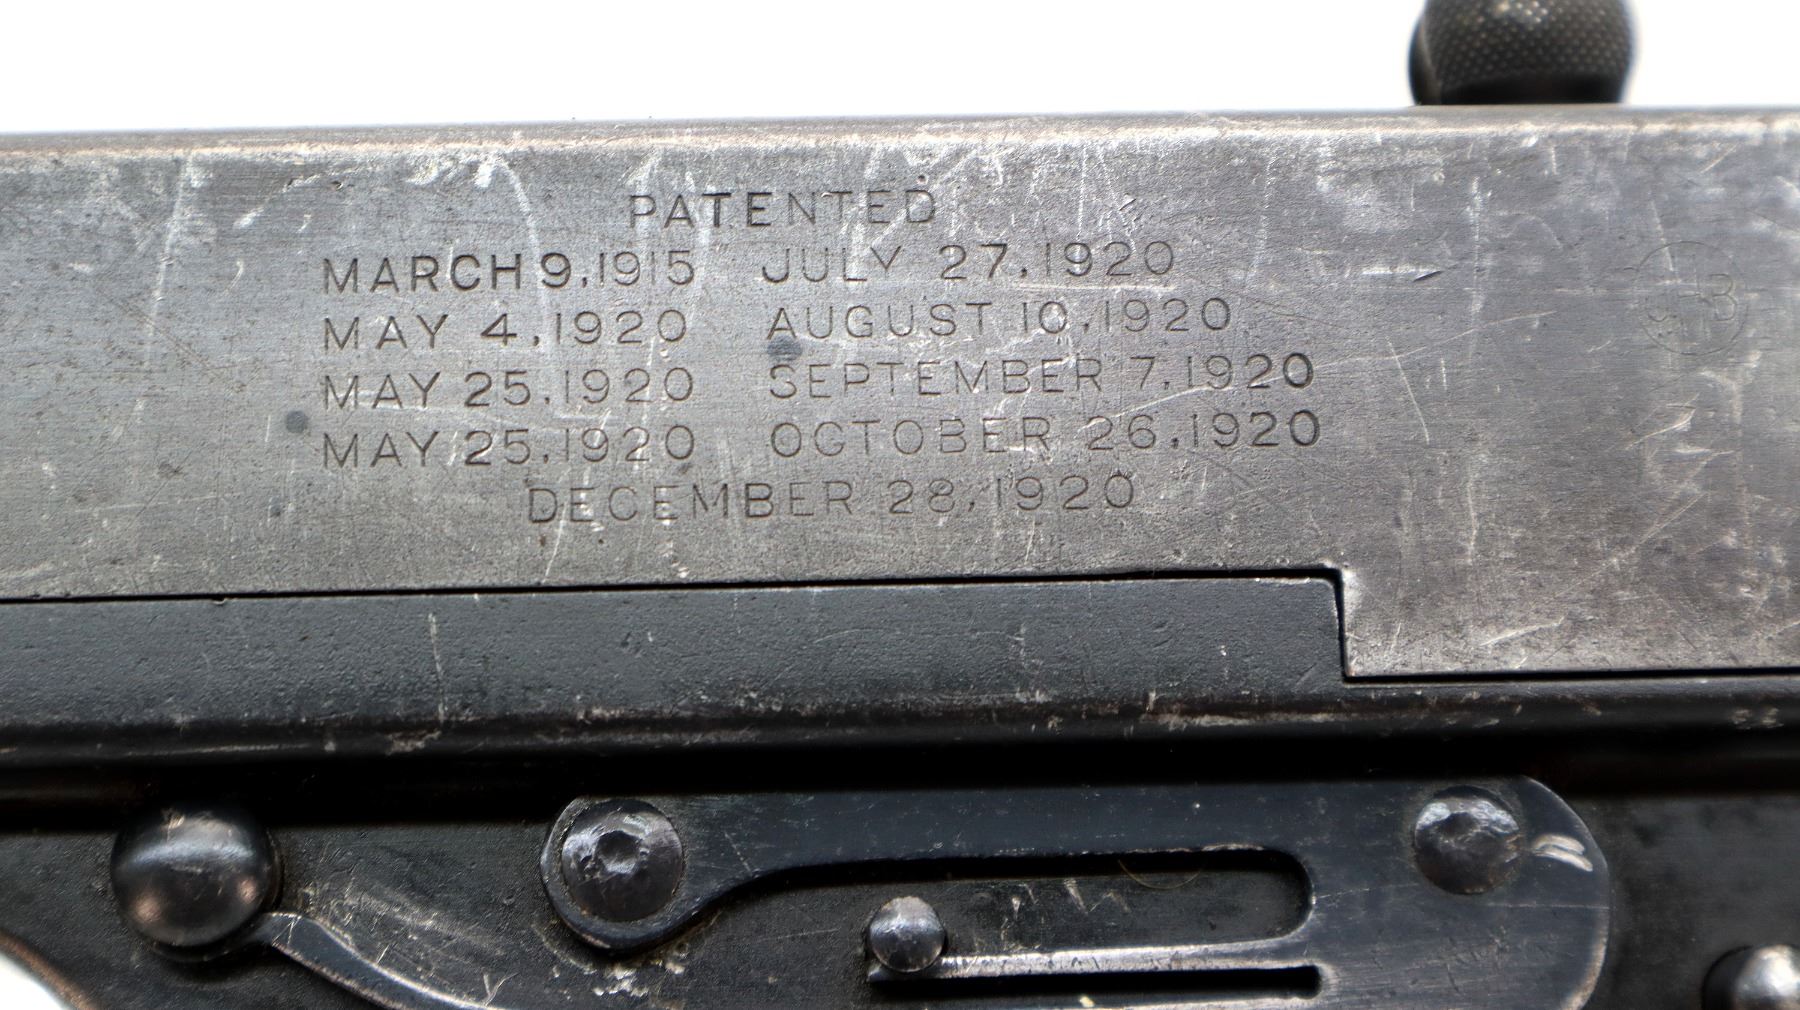 PATENTED
MARCH 9, 1915 JULY 27, 1920
MAY 4, 1920 AUGUST 10, 1920
MAY 25, 1920 SEPTEMBER 7, 1920
MAY 25, 1920 OCTOBER 26, 1920
DECEMBER 28, 1920